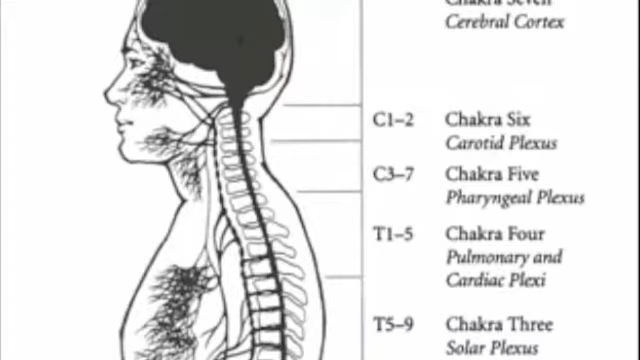 Chakra Seven
Cerebral Cortex
C1–2 Chakra Six
Carotid Plexus
C3–7 Chakra Five
Pharyngeal Plexus
T1–5 Chakra Four
Pulmonary and
Cardiac Plexi
T5–9 Chakra Three
Solar Plexus